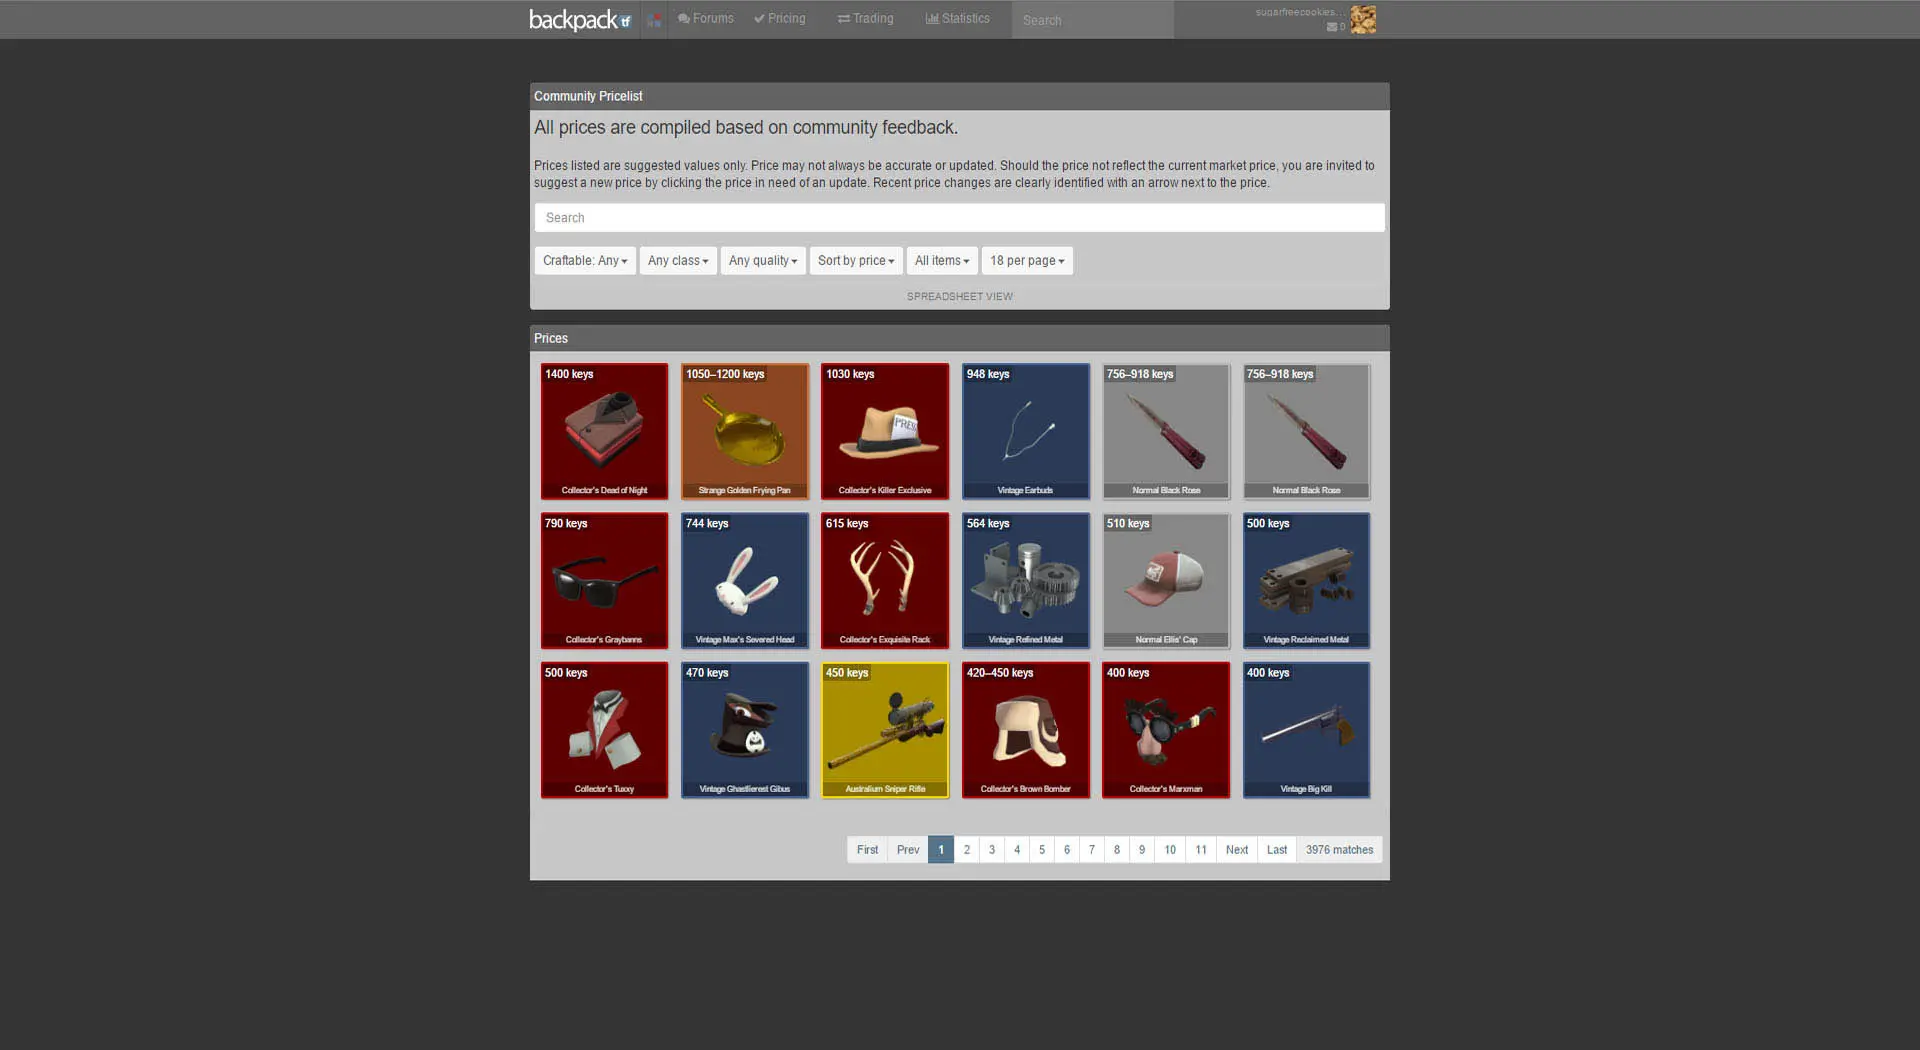 backpack tf
Forums
Pricing
Trading
Statistics
Search
sugarfreecookies...
0
Community Pricelist
All prices are compiled based on community feedback.
Prices listed are suggested values only. Price may not always be accurate or updated. Should the price not reflect the current market price, you are invited to
suggest a new price by clicking the price in need of an update. Recent price changes are clearly identified with an arrow next to the price.
Search
Craftable: Any
Any class
Any quality
Sort by price
All items
18 per page
SPREADSHEET VIEW
Prices
1400 keys
Collector's Dead of Night
1050–1200 keys
Strange Golden Frying Pan
1030 keys
PRESS
Collector's Killer Exclusive
948 keys
Vintage Earbuds
756–918 keys
Normal Black Rose
756–918 keys
Normal Black Rose
790 keys
Collector's Graybanns
744 keys
Vintage Max's Severed Head
615 keys
Collector's Exquisite Rack
564 keys
Vintage Refined Metal
510 keys
Normal Ellis' Cap
500 keys
Vintage Reclaimed Metal
500 keys
Collector's Tuxxy
470 keys
Vintage Ghastlierest Gibus
450 keys
Australium Sniper Rifle
420–450 keys
Collector's Brown Bomber
400 keys
Collector's Marxman
400 keys
Vintage Big Kill
First Prev 1 2 3 4 5 6 7 8 9 10 11 Next Last 3976 matches